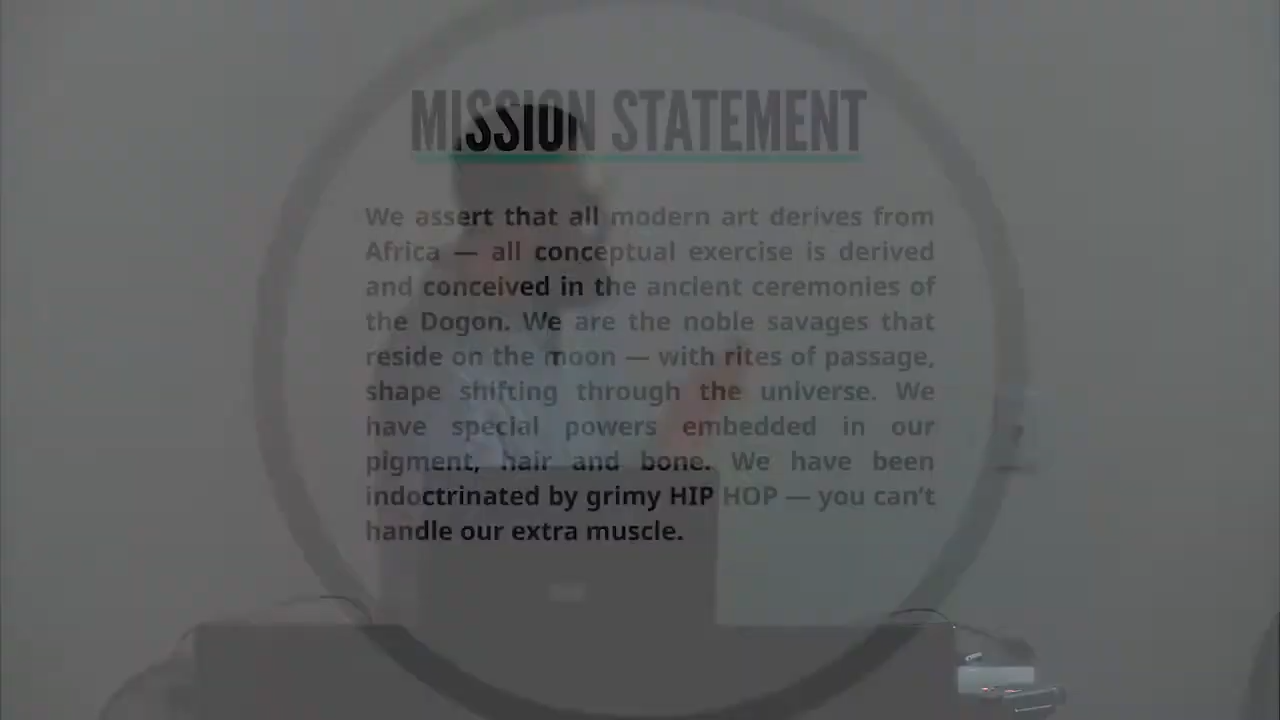 MISSION STATEMENT
We assert that all modern art derives from
Africa — all conceptual exercise is derived
and conceived in the ancient ceremonies of
the Dogon. We are the noble savages that
reside on the moon — with rites of passage,
shape shifting through the universe. We
have special powers embedded in our
pigment, hair and bone. We have been
indoctrinated by grimy HIP HOP — you can’t
handle our extra muscle.